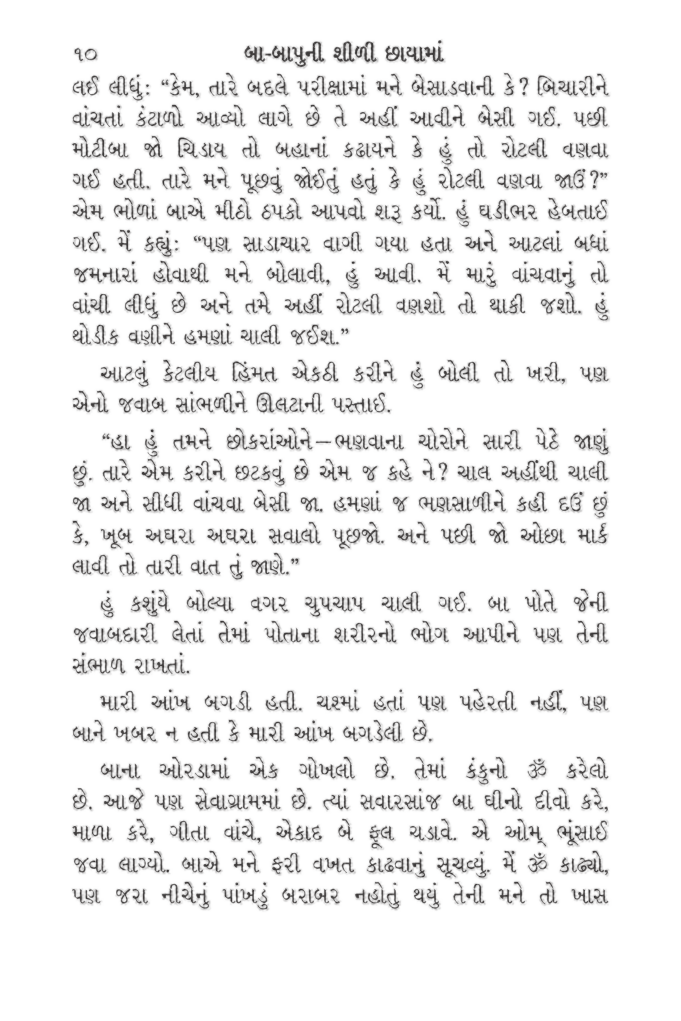 ૧૦ બા-બાપુની શીળી છાયામાં
લઈ લીધું: “કેમ, તારે બદલે પરીક્ષામાં મને બેસાડવાની કે? બિચારીને
વાંચતાં કંટાળો આવ્યો લાગે છે તે અહીં આવીને બેસી ગઈ. પછી
મોટીબા જો ચિડાય તો બહાનાં કઢાયને કે હું તો રોટલી વણવા
ગઈ હતી. તારે મને પૂછવું જોઈતું હતું કે હું રોટલી વણવા જાઉં?”
એમ ભોળાં બાએ મીઠો ઠપકો આપવો શરૂ કર્યો. હું ઘડીભર હેબતાઈ
ગઈ. મેં કહ્યું: “પણ સાડાચાર વાગી ગયા હતા અને આટલાં બધાં
જમનારાં હોવાથી મને બોલાવી, હું આવી. મેં મારું વાંચવાનું તો
વાંચી લીધું છે અને તમે અહીં રોટલી વણશો તો થાકી જશો. હું
થોડીક વણીને હમણાં ચાલી જઈશ.”
આટલું કેટલીય હિંમત એકઠી કરીને હું બોલી તો ખરી, પણ
એનો જવાબ સાંભળીને ઊલટાની પસ્તાઈ.
“હા હું તમને છોકરાંઓને—ભણવાના ચોરોને સારી પેઠે જાણું
છું. તારે એમ કરીને છટકવું છે એમ જ કહે ને? ચાલ અહીંથી ચાલી
જા અને સીધી વાંચવા બેસી જા. હમણાં જ ભણસાળીને કહી દઉં છું
કે, ખૂબ અઘરા અઘરા સવાલો પૂછજો. અને પછી જો ઓછા માર્ક
લાવી તો તારી વાત તું જાણે.”
હું કશુંયે બોલ્યા વગર ચુપચાપ ચાલી ગઈ. બા પોતે જેની
જવાબદારી લેતાં તેમાં પોતાના શરીરનો ભોગ આપીને પણ તેની
સંભાળ રાખતાં.
મારી આંખ બગડી હતી. ચશ્માં હતાં પણ પહેરતી નહીં, પણ
બાને ખબર ન હતી કે મારી આંખ બગડેલી છે.
બાના ઓરડામાં એક ગોખલો છે. તેમાં કંકુનો ૐ કરેલો
છે. આજે પણ સેવાગ્રામમાં છે. ત્યાં સવારસાંજ બા ઘીનો દીવો કરે,
માળા કરે, ગીતા વાંચે, એકાદ બે ફૂલ ચડાવે. એ ઓમ્ ભૂંસાઈ
જવા લાગ્યો. બાએ મને ફરી વખત કાઢવાનું સૂચવ્યું. મેં ૐ કાઢ્યો,
પણ જરા નીચેનું પાંખડું બરાબર નહોતું થયું તેની મને તો ખાસ